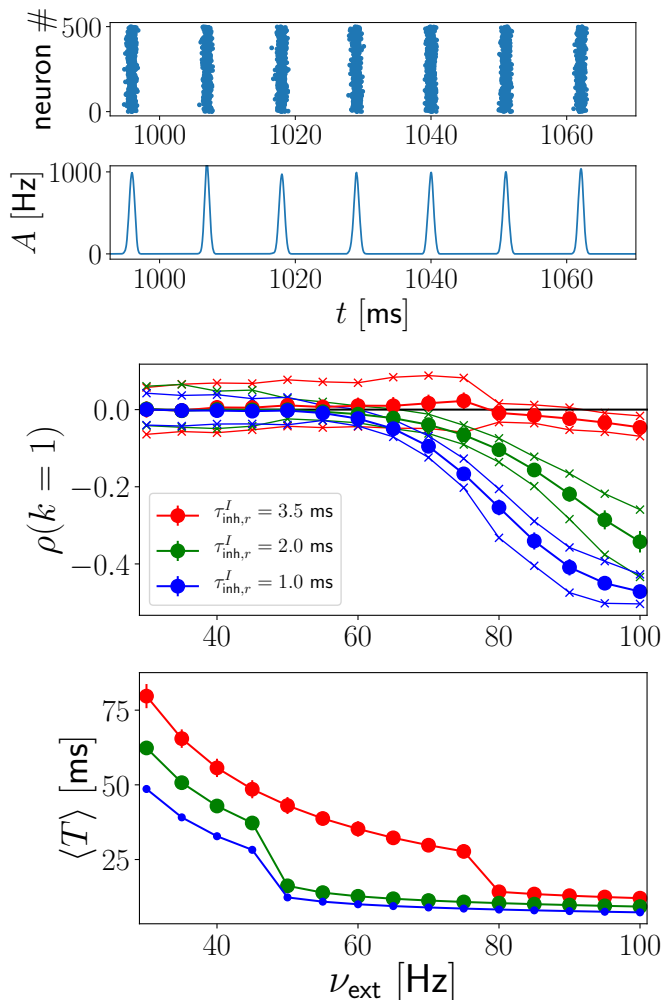 neuron #
500
0
1000 1020 1040 1060
A [Hz]
1000
0
1000 1020 1040 1060
t [ms]
ρ(k = 1)
0.0
−0.2
−0.4
τ^I_inh,r = 3.5 ms
τ^I_inh,r = 2.0 ms
τ^I_inh,r = 1.0 ms
40 60 80 100
⟨T⟩ [ms]
75
50
25
40 60 80 100
ν_ext [Hz]